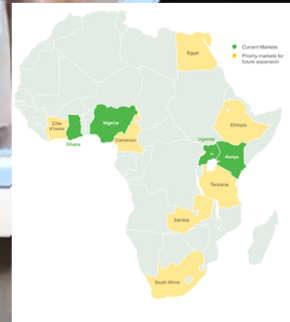 Current Markets
Priority markets for
future expansion
Egypt
Côte
d'Ivoire
Ghana
Nigeria
Cameroon
Ethiopia
Uganda
Kenya
Tanzania
Zambia
South Africa